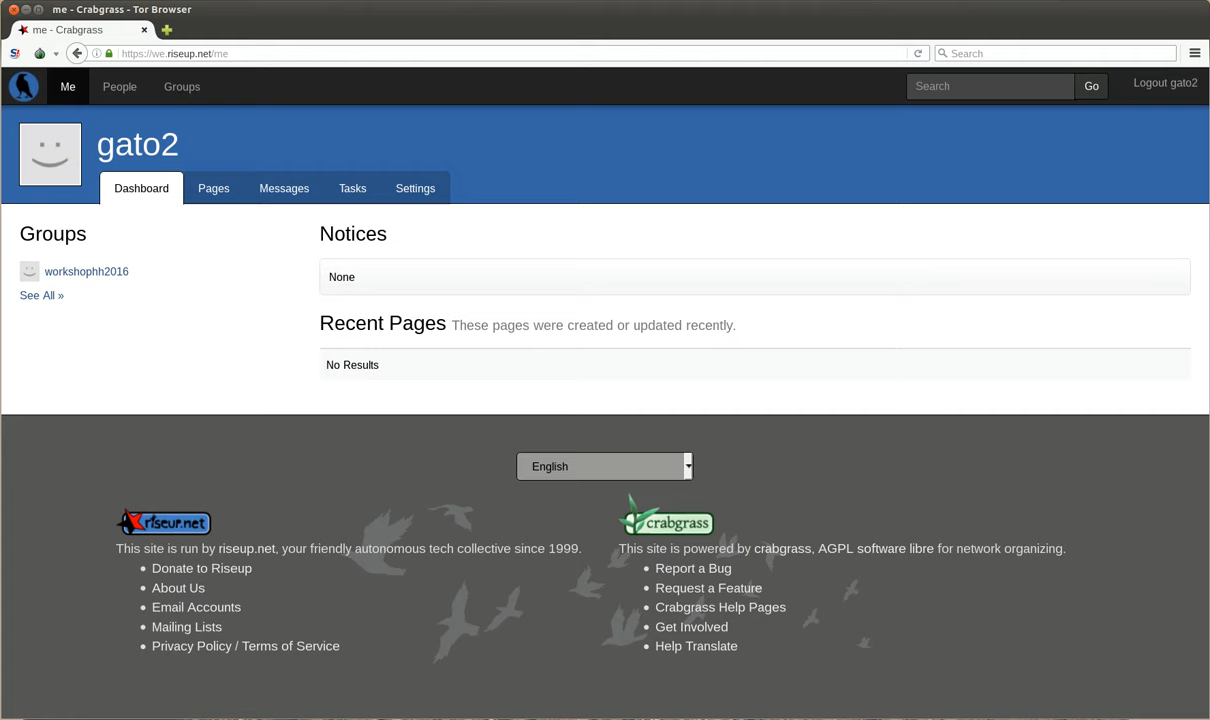 me - Crabgrass - Tor Browser
me - Crabgrass
https://we.riseup.net/me
Search
Me People Groups
Search
Go
Logout gato2
gato2
Dashboard Pages Messages Tasks Settings
Groups
workshophh2016
See All »
Notices
None
Recent Pages These pages were created or updated recently.
No Results
English
riseup.net
This site is run by riseup.net, your friendly autonomous tech collective since 1999.
• Donate to Riseup
• About Us
• Email Accounts
• Mailing Lists
• Privacy Policy / Terms of Service
crabgrass
This site is powered by crabgrass, AGPL software libre for network organizing.
• Report a Bug
• Request a Feature
• Crabgrass Help Pages
• Get Involved
• Help Translate